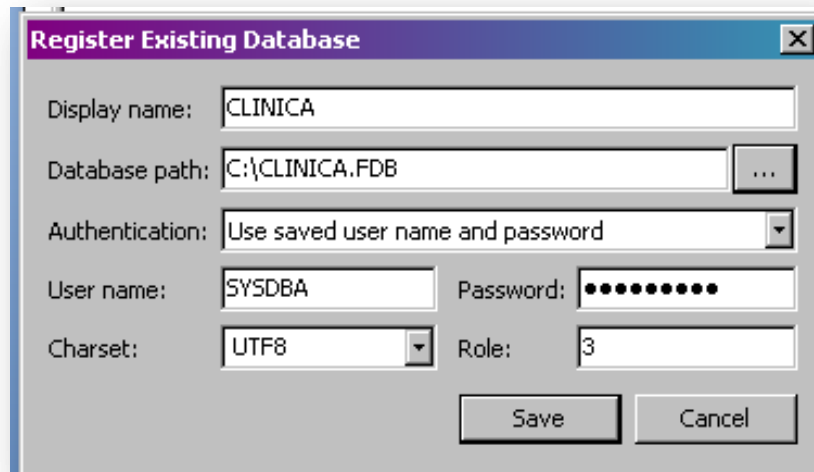 Register Existing Database
Display name: CLINICA
Database path: C:\CLINICA.FDB ...
Authentication: Use saved user name and password
User name: SYSDBA Password: ●●●●●●●●●
Charset: UTF8 Role: 3
Save Cancel